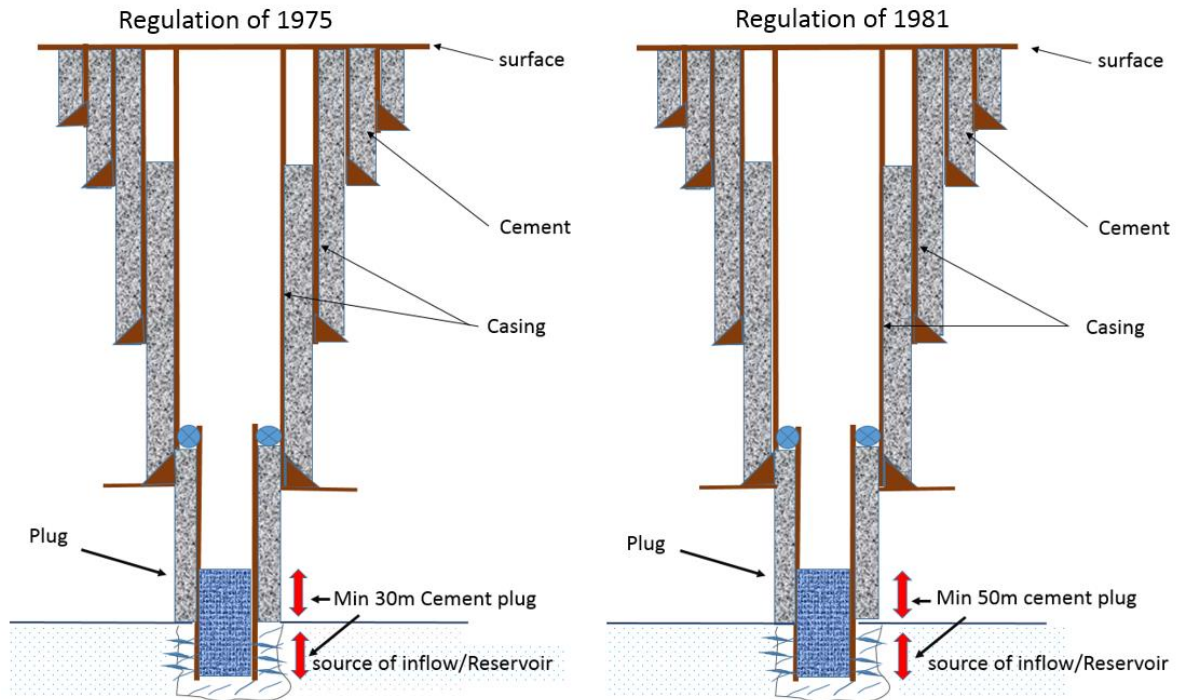 Regulation of 1975
surface
Cement
Casing
Plug
Min 30m Cement plug
source of inflow/Reservoir
Regulation of 1981
surface
Cement
Casing
Plug
Min 50m cement plug
source of inflow/Reservoir